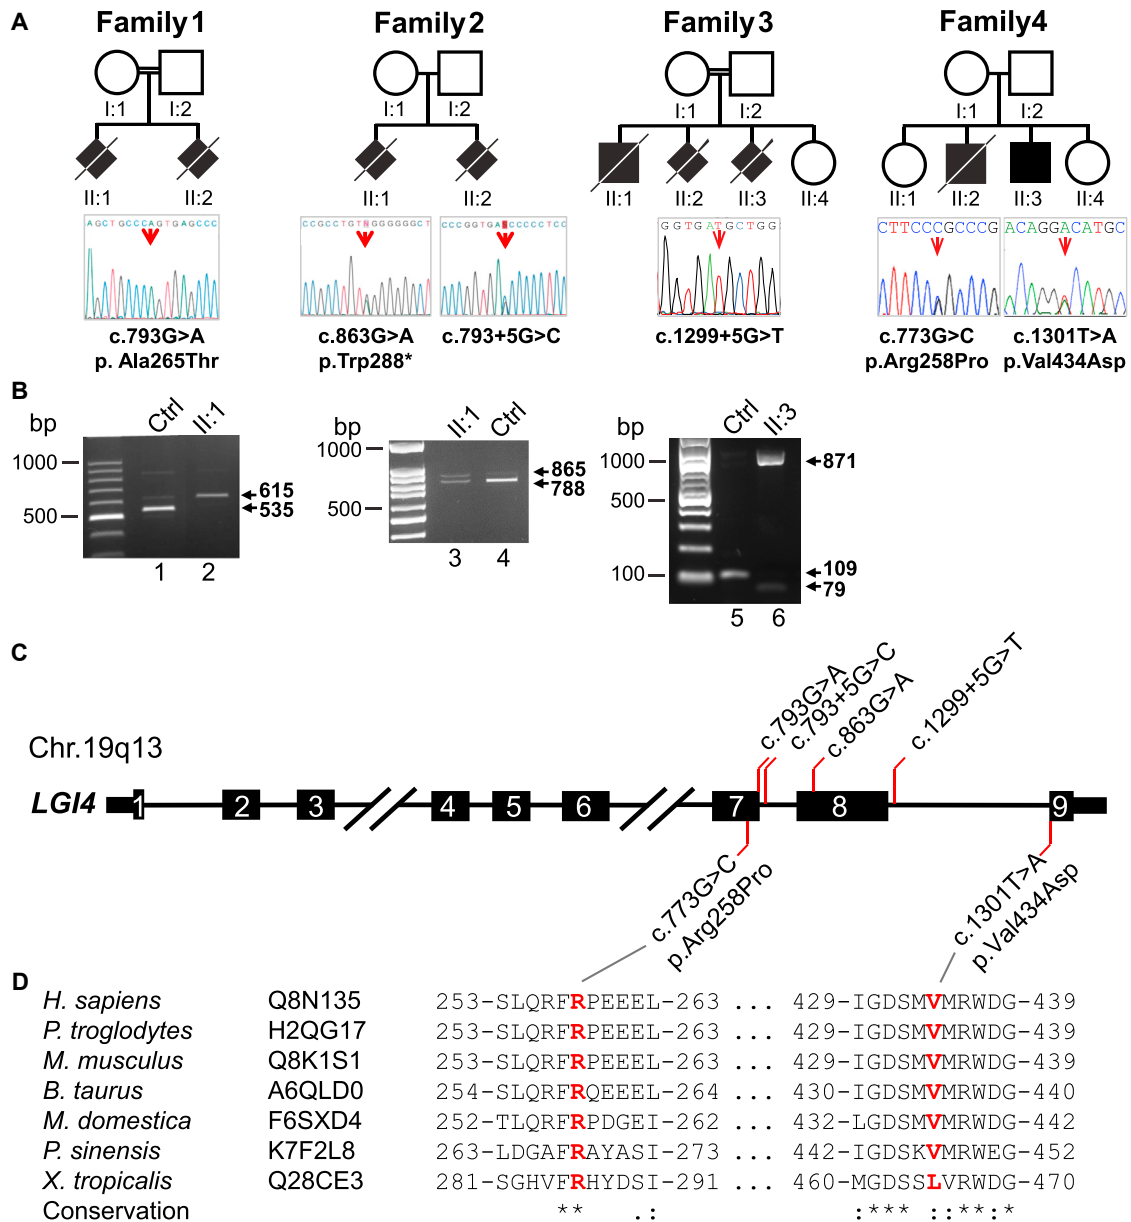 A
Family 1 Family 2 Family 3 Family 4
I:1 I:2 I:1 I:2 I:1 I:2 I:1 I:2
II:1 II:2 II:1 II:2 II:1 II:2 II:3 II:4 II:1 II:2 II:3 II:4
AGCTGCCCAGTGAGCCC CCGCCTGTNGGGGGGCT GGTGATGCTGG CTTCCCGCCCG ACAGGACATGC
c.793G>A c.863G>A c.793+5G>C c.1299+5G>T c.773G>C c.1301T>A
p. Ala265Thr p.Trp288* p.Arg258Pro p.Val434Asp
B
bp Ctrl II:1 bp II:1 Ctrl bp Ctrl II:3
1000 615 535 500 1 2
1000 865 788 500 3 4
1000 871 500 109 100 79 5 6
C
Chr.19q13
c.793G>A
c.793+5G>C
c.863G>A
c.1299+5G>T
LGI4 1 2 3 4 5 6 7 8 9
c.773G>C
p.Arg258Pro
c.1301T>A
p.Val434Asp
D
H. sapiens Q8N135 253-SLQRFRPEEEL-263 ... 429-IGDSMVMRWDG-439
P. troglodytes H2QG17 253-SLQRFRPEEEL-263 ... 429-IGDSMVMRWDG-439
M. musculus Q8K1S1 253-SLQRFRPEEEL-263 ... 429-IGDSMVMRWDG-439
B. taurus A6QLD0 254-SLQRFRQEEEL-264 ... 430-IGDSMVMRWDG-440
M. domestica F6SXD4 252-TLQRFRPDGEI-262 ... 432-LGDSMVMRWDG-442
P. sinensis K7F2L8 263-LDGAFRAYASI-273 ... 442-IGDSKVMRWEG-452
X. tropicalis Q28CE3 281-SGHVFRHYDSI-291 ... 460-MGDSSLVRWDG-470
Conservation ** .: :*** ::**:*